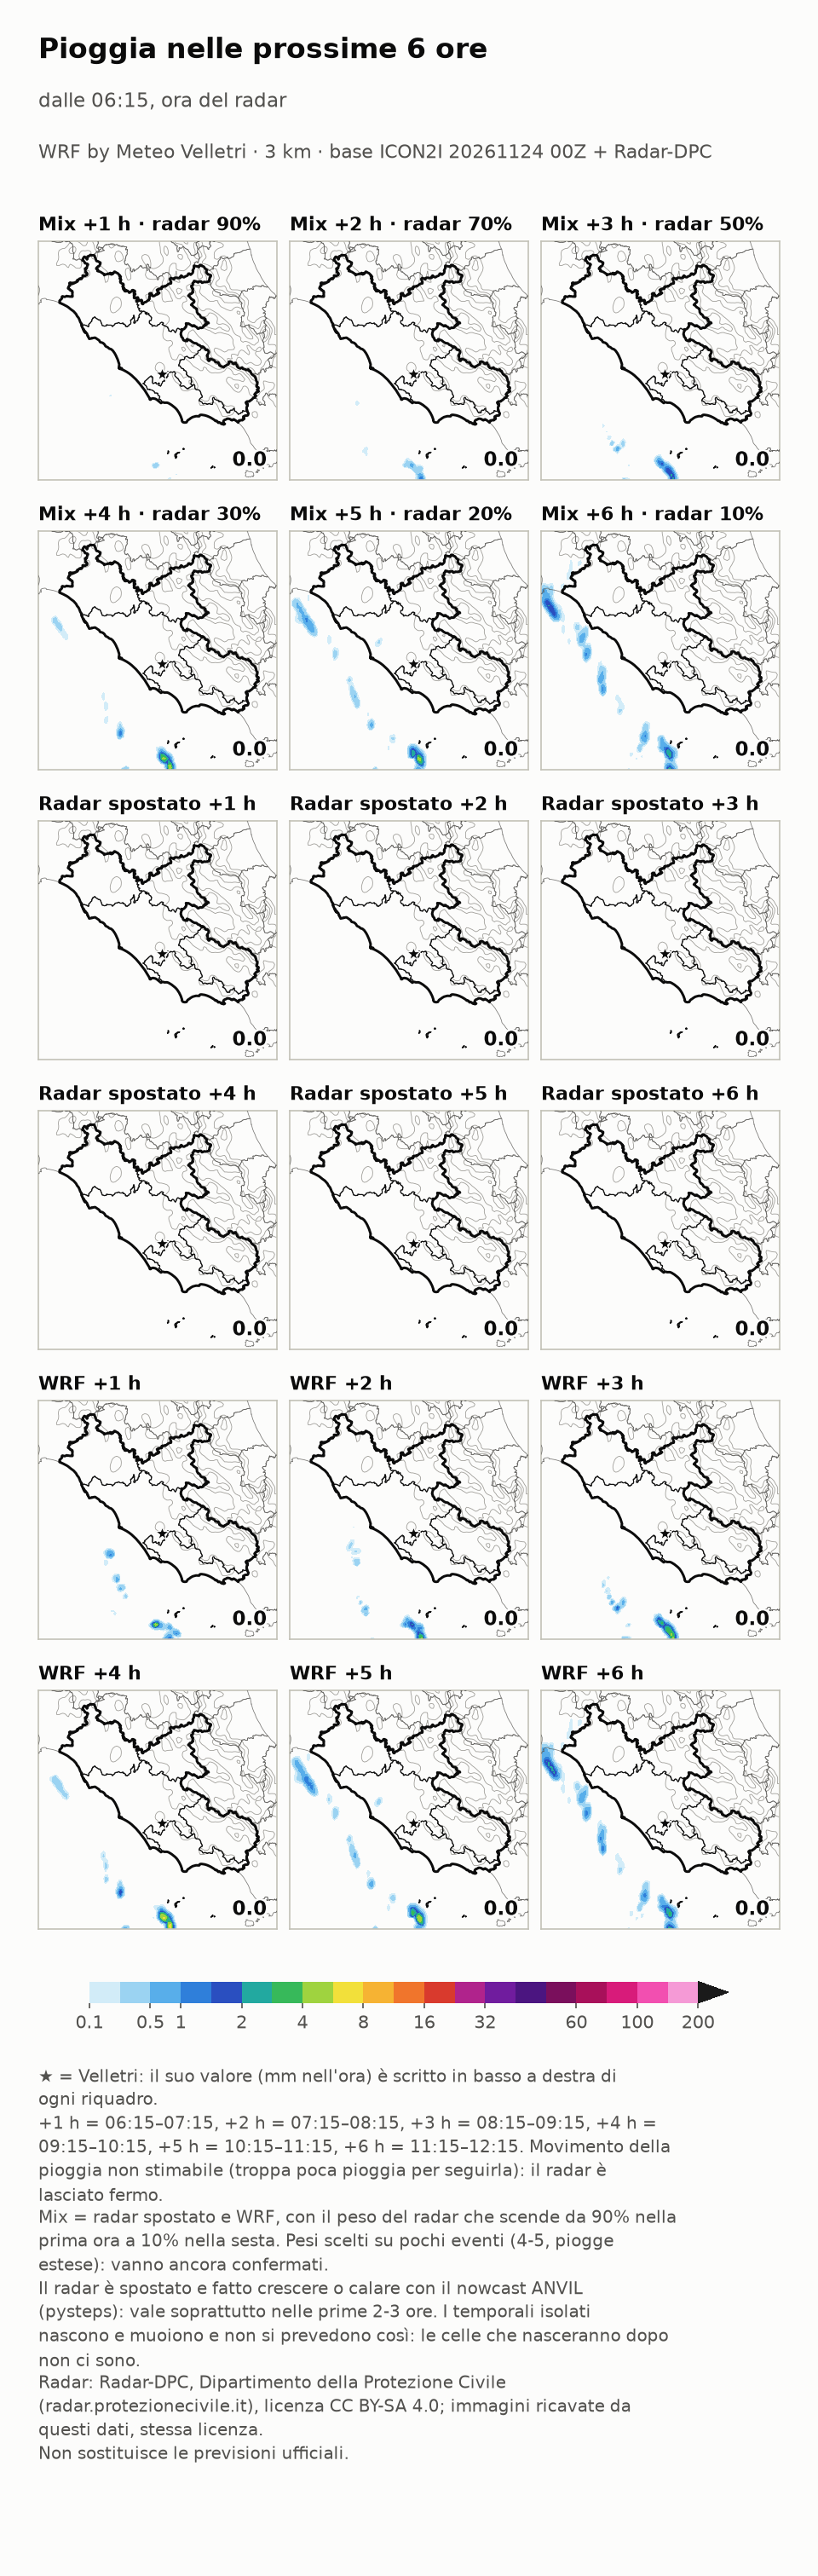 Pioggia nelle prossime 6 ore
dalle 06:15, ora del radar
WRF by Meteo Velletri · 3 km · base ICON2I 20261124 00Z + Radar-DPC
Mix +1 h · radar 90%
Mix +2 h · radar 70%
Mix +3 h · radar 50%
0.0
0.0
0.0
Mix +4 h · radar 30%
Mix +5 h · radar 20%
Mix +6 h · radar 10%
0.0
0.0
0.0
Radar spostato +1 h
Radar spostato +2 h
Radar spostato +3 h
0.0
0.0
0.0
Radar spostato +4 h
Radar spostato +5 h
Radar spostato +6 h
0.0
0.0
0.0
WRF +1 h
WRF +2 h
WRF +3 h
0.0
0.0
0.0
WRF +4 h
WRF +5 h
WRF +6 h
0.0
0.0
0.0
0.1 0.5 1 2 4 8 16 32 60 100 200
★ = Velletri: il suo valore (mm nell'ora) è scritto in basso a destra di
ogni riquadro.
+1 h = 06:15–07:15, +2 h = 07:15–08:15, +3 h = 08:15–09:15, +4 h =
09:15–10:15, +5 h = 10:15–11:15, +6 h = 11:15–12:15. Movimento della
pioggia non stimabile (troppa poca pioggia per seguirla): il radar è
lasciato fermo.
Mix = radar spostato e WRF, con il peso del radar che scende da 90% nella
prima ora a 10% nella sesta. Pesi scelti su pochi eventi (4-5, piogge
estese): vanno ancora confermati.
Il radar è spostato e fatto crescere o calare con il nowcast ANVIL
(pysteps): vale soprattutto nelle prime 2-3 ore. I temporali isolati
nascono e muoiono e non si prevedono così: le celle che nasceranno dopo
non ci sono.
Radar: Radar-DPC, Dipartimento della Protezione Civile
(radar.protezionecivile.it), licenza CC BY-SA 4.0; immagini ricavate da
questi dati, stessa licenza.
Non sostituisce le previsioni ufficiali.